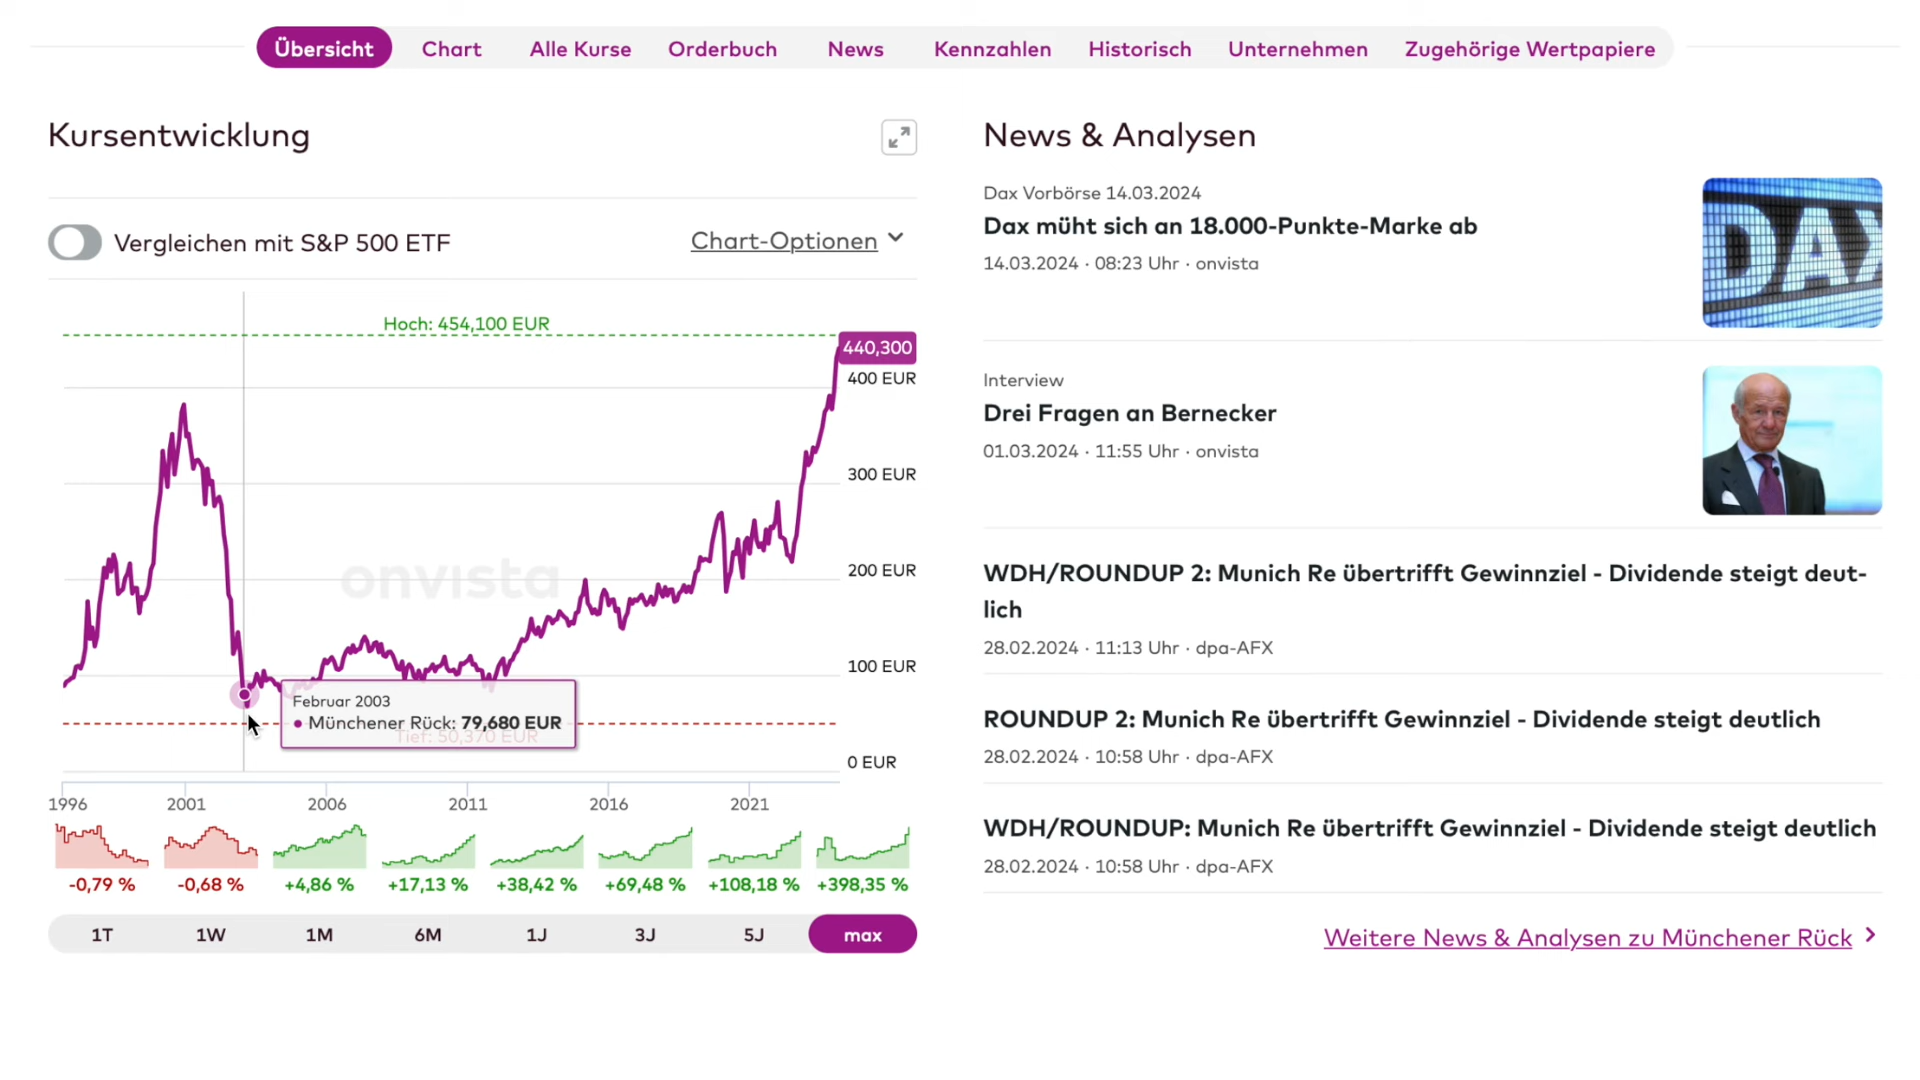 Übersicht Chart Alle Kurse Orderbuch News Kennzahlen Historisch Unternehmen Zugehörige Wertpapiere
Kursentwicklung
Vergleichen mit S&P 500 ETF
Chart-Optionen
Hoch: 454,100 EUR
440,300
400 EUR
300 EUR
onvista
200 EUR
100 EUR
Februar 2003
Münchener Rück: 79,680 EUR
Tief: 50,370 EUR
0 EUR
1996 2001 2006 2011 2016 2021
-0,79 % -0,68 % +4,86 % +17,13 % +38,42 % +69,48 % +108,18 % +398,35 %
1T 1W 1M 6M 1J 3J 5J max
News & Analysen
Dax Vorbörse 14.03.2024
Dax müht sich an 18.000-Punkte-Marke ab
14.03.2024 · 08:23 Uhr · onvista
DAX
Interview
Drei Fragen an Bernecker
01.03.2024 · 11:55 Uhr · onvista
WDH/ROUNDUP 2: Munich Re übertrifft Gewinnziel - Dividende steigt deut-
lich
28.02.2024 · 11:13 Uhr · dpa-AFX
ROUNDUP 2: Munich Re übertrifft Gewinnziel - Dividende steigt deutlich
28.02.2024 · 10:58 Uhr · dpa-AFX
WDH/ROUNDUP: Munich Re übertrifft Gewinnziel - Dividende steigt deutlich
28.02.2024 · 10:58 Uhr · dpa-AFX
Weitere News & Analysen zu Münchener Rück